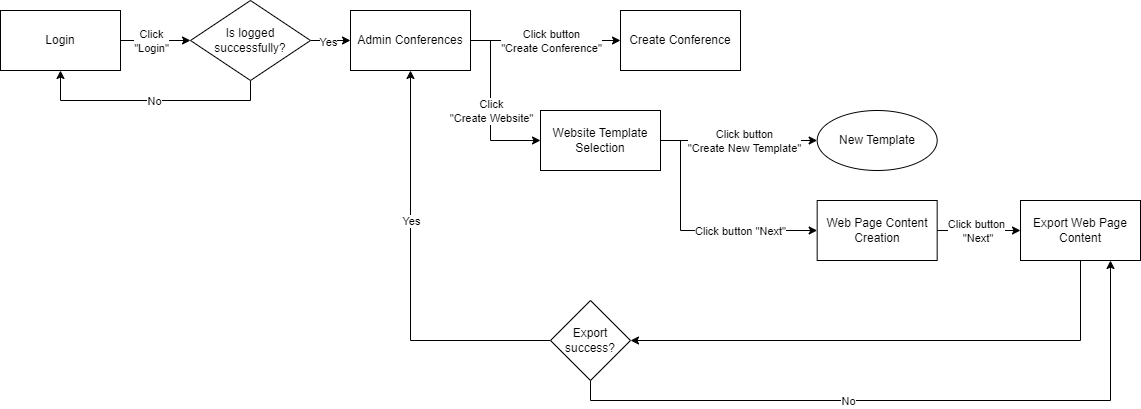 Login
Click
"Login"
Is logged
successfully?
Yes
Admin Conferences
Click button
"Create Conference"
Create Conference
No
Click
"Create Website"
Website Template
Selection
Click button
"Create New Template"
New Template
Yes
Click button "Next"
Web Page Content
Creation
Click button
"Next"
Export Web Page
Content
Export
success?
No